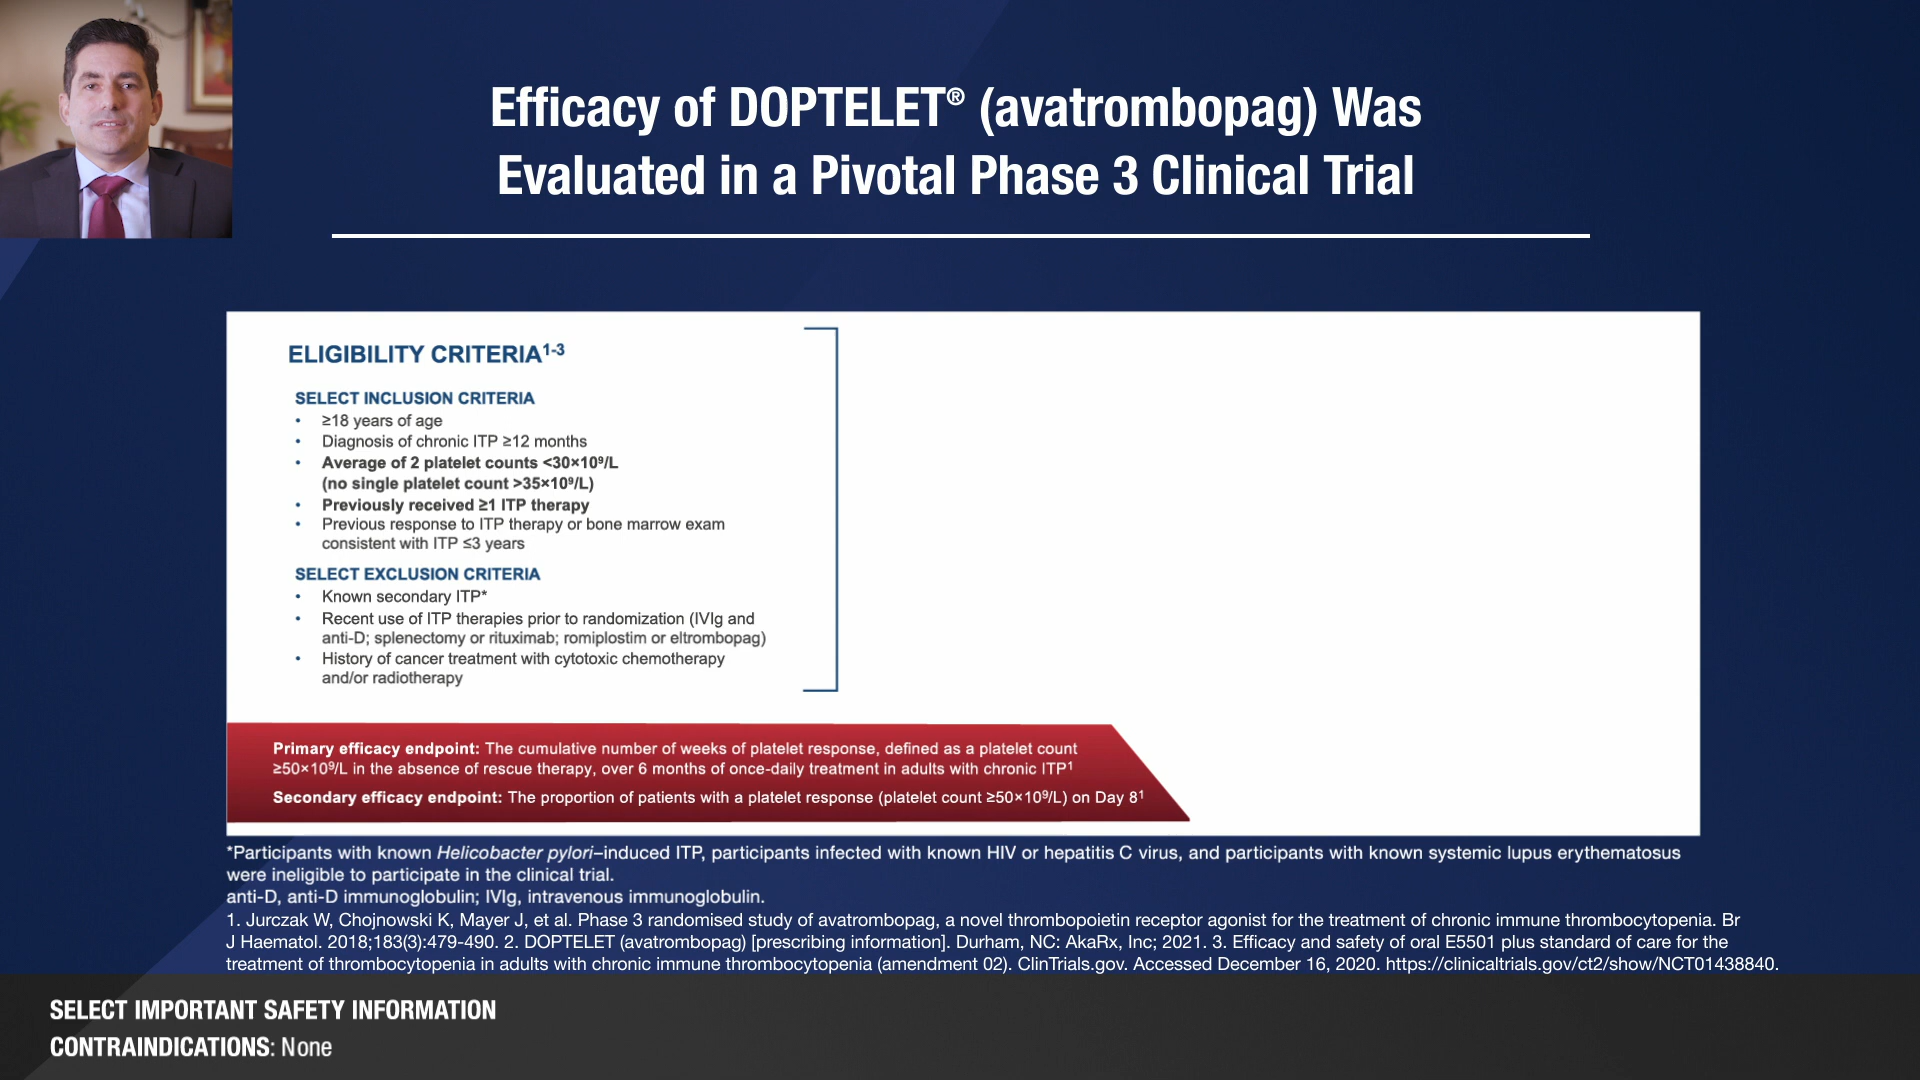 Efficacy of DOPTELET® (avatrombopag) Was
Evaluated in a Pivotal Phase 3 Clinical Trial
ELIGIBILITY CRITERIA¹⁻³
SELECT INCLUSION CRITERIA
• ≥18 years of age
• Diagnosis of chronic ITP ≥12 months
• Average of 2 platelet counts <30×10⁹/L
(no single platelet count >35×10⁹/L)
• Previously received ≥1 ITP therapy
• Previous response to ITP therapy or bone marrow exam
consistent with ITP ≤3 years
SELECT EXCLUSION CRITERIA
• Known secondary ITP*
• Recent use of ITP therapies prior to randomization (IVIg and
anti-D; splenectomy or rituximab; romiplostim or eltrombopag)
• History of cancer treatment with cytotoxic chemotherapy
and/or radiotherapy
Primary efficacy endpoint: The cumulative number of weeks of platelet response, defined as a platelet count
≥50×10⁹/L in the absence of rescue therapy, over 6 months of once-daily treatment in adults with chronic ITP¹
Secondary efficacy endpoint: The proportion of patients with a platelet response (platelet count ≥50×10⁹/L) on Day 8¹
*Participants with known Helicobacter pylori–induced ITP, participants infected with known HIV or hepatitis C virus, and participants with known systemic lupus erythematosus
were ineligible to participate in the clinical trial.
anti-D, anti-D immunoglobulin; IVIg, intravenous immunoglobulin.
1. Jurczak W, Chojnowski K, Mayer J, et al. Phase 3 randomised study of avatrombopag, a novel thrombopoietin receptor agonist for the treatment of chronic immune thrombocytopenia. Br
J Haematol. 2018;183(3):479-490. 2. DOPTELET (avatrombopag) [prescribing information]. Durham, NC: AkaRx, Inc; 2021. 3. Efficacy and safety of oral E5501 plus standard of care for the
treatment of thrombocytopenia in adults with chronic immune thrombocytopenia (amendment 02). ClinTrials.gov. Accessed December 16, 2020. https://clinicaltrials.gov/ct2/show/NCT01438840.
SELECT IMPORTANT SAFETY INFORMATION
CONTRAINDICATIONS: None